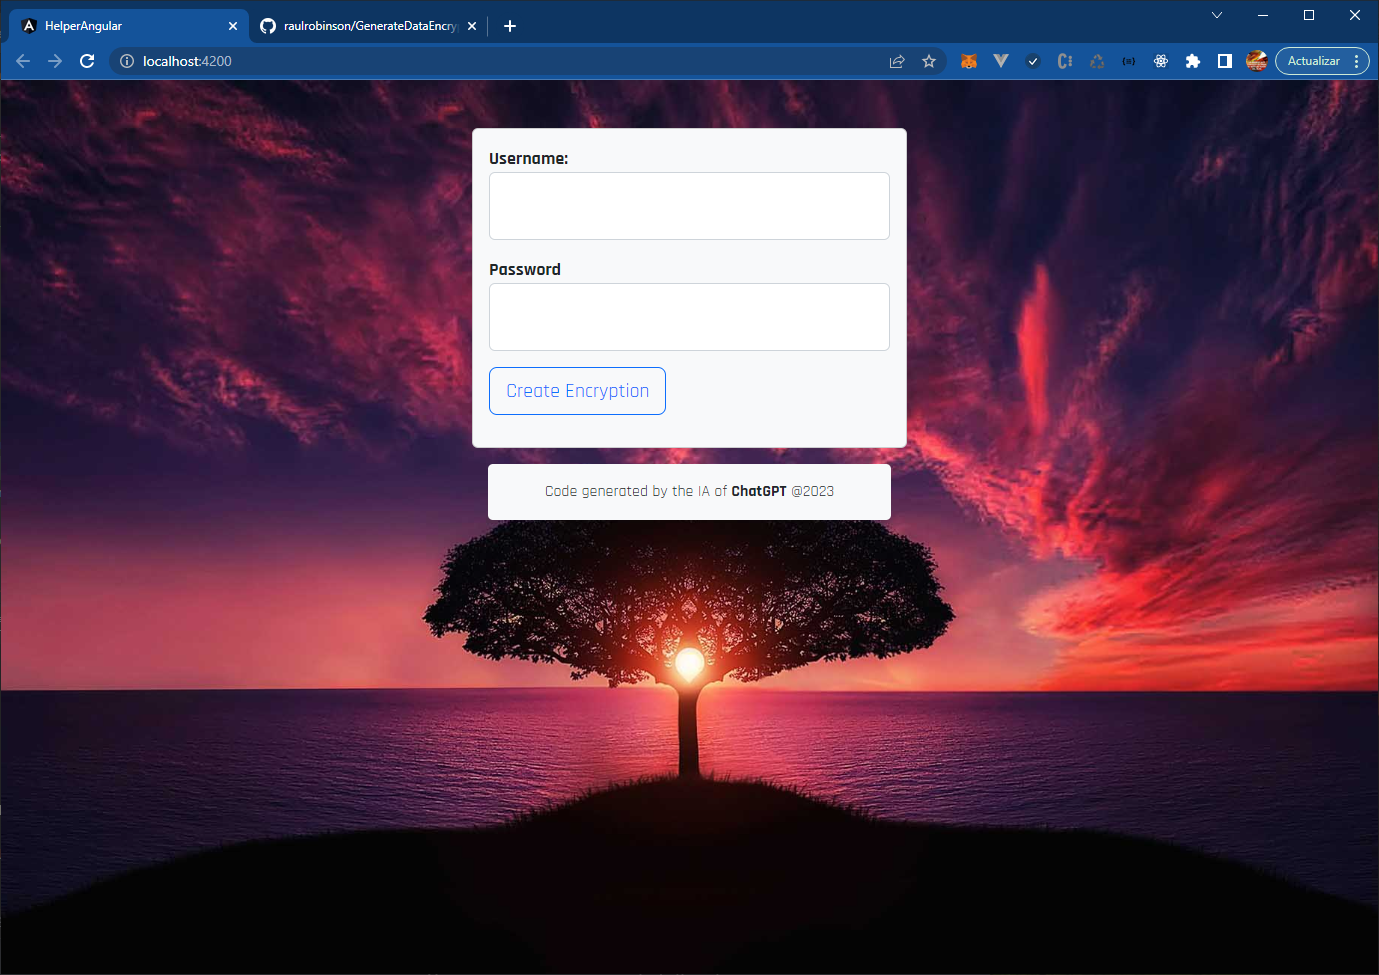 HelperAngular
raulrobinson/GenerateDataEncry
localhost:4200
Actualizar
Username:
Password
Create Encryption
Code generated by the IA of ChatGPT @2023